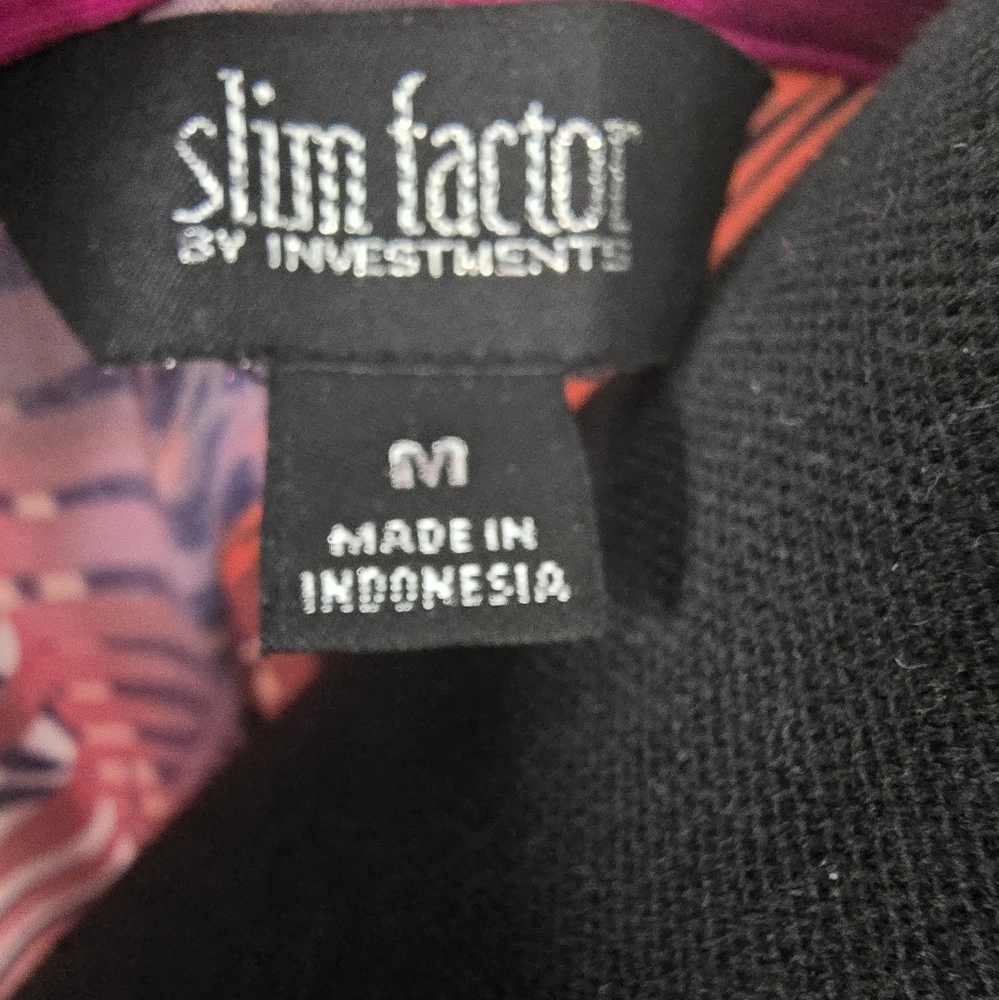 slim factor
BY INVESTMENTS
M
MADE IN
INDONESIA